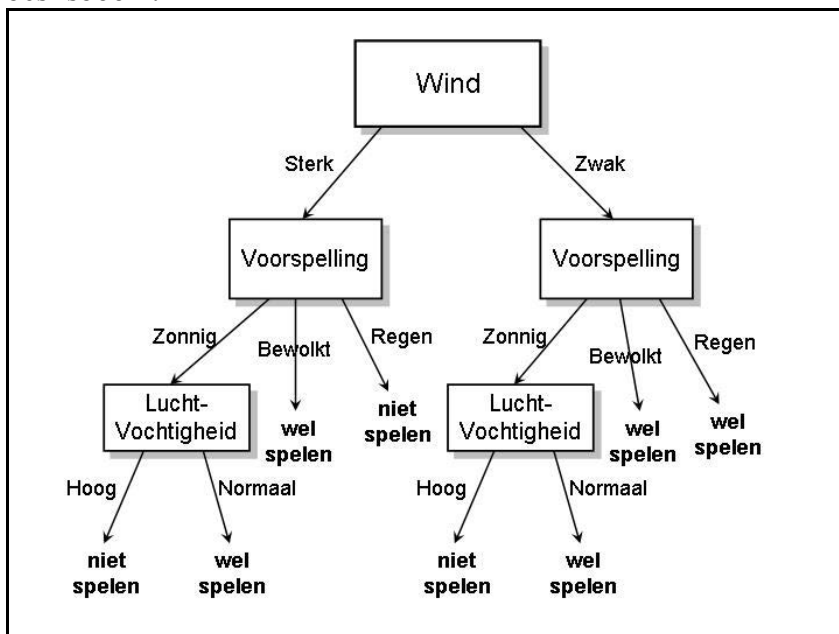 Wind
Sterk
Zwak
Voorspelling
Voorspelling
Zonnig
Bewolkt
Regen
Zonnig
Bewolkt
Regen
Lucht-
Vochtigheid
wel
spelen
niet
spelen
Lucht-
Vochtigheid
wel
spelen
wel
spelen
Hoog
Normaal
Hoog
Normaal
niet
spelen
wel
spelen
niet
spelen
wel
spelen